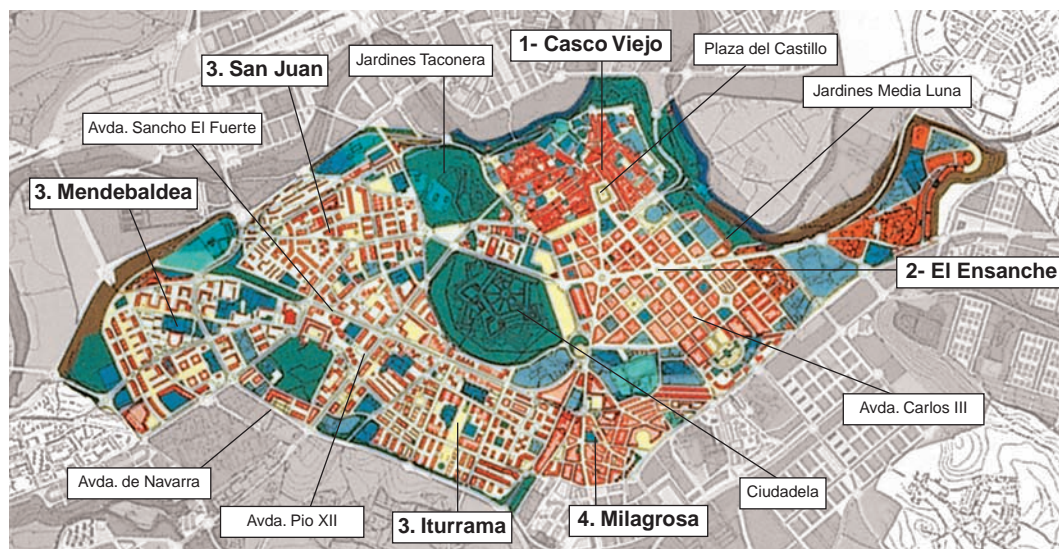 1- Casco Viejo
Plaza del Castillo
3. San Juan
Jardines Taconera
Jardines Media Luna
Avda. Sancho El Fuerte
3. Mendebaldea
2- El Ensanche
Avda. Carlos III
Avda. de Navarra
Ciudadela
Avda. Pio XII
3. Iturrama
4. Milagrosa